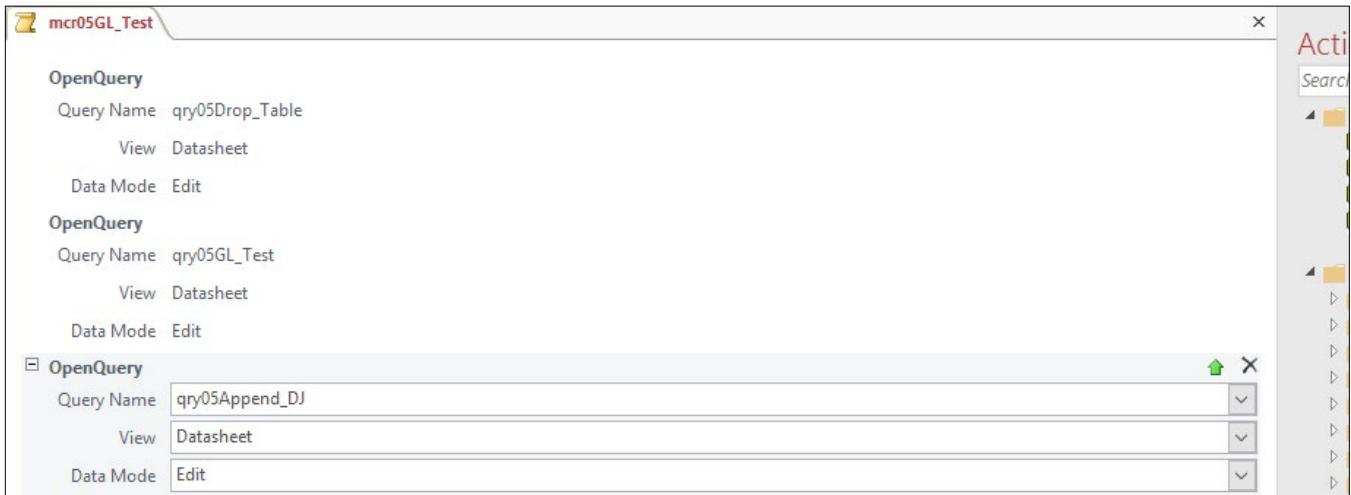 mcr05GL_Test
Acti
Searc
OpenQuery
Query Name qry05Drop_Table
View Datasheet
Data Mode Edit
OpenQuery
Query Name qry05GL_Test
View Datasheet
Data Mode Edit
OpenQuery
Query Name qry05Append_DJ
View Datasheet
Data Mode Edit